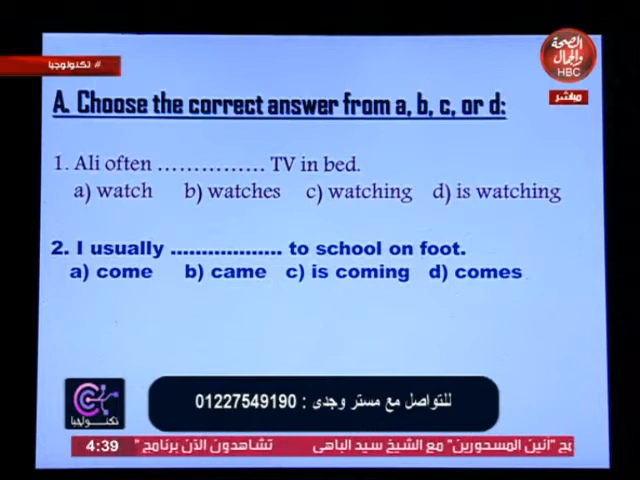 الصحة
والجمال
HBC
مباشر
# تكنولوجيا
A. Choose the correct answer from a, b, c, or d:
1. Ali often …………… TV in bed.
a) watch b) watches c) watching d) is watching
2. I usually .................. to school on foot.
a) come b) came c) is coming d) comes
للتواصل مع مستر وجدى : 01227549190
تكنـــولوجيا
4:39 تشاهدون الآن برنامج " مج "أنين المسحورين" مع الشيخ سيد الباهى